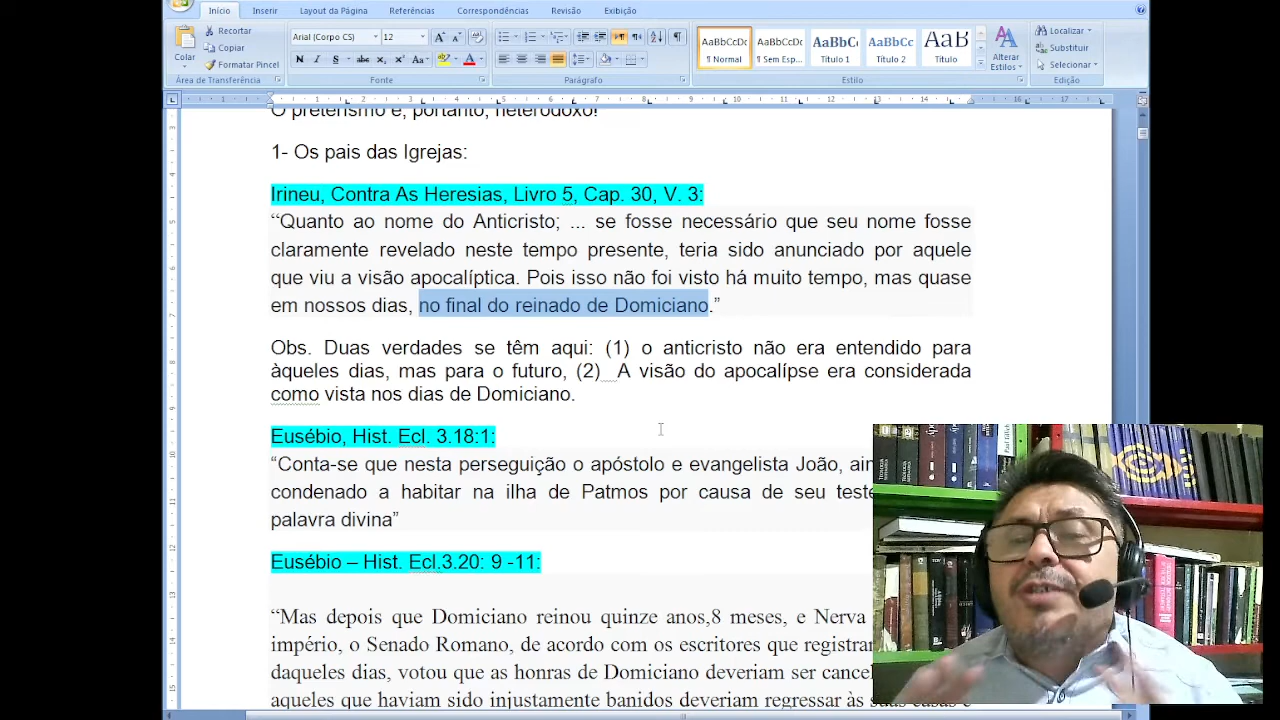 Início Inserir Layout da Página Referências Correspondências Revisão Exibição
Recortar
Copiar
Formatar Pincel
Colar
Área de Transferência
Arial (Corpo CS) 12
Fonte
Parágrafo
AaBbCcDc AaBbCcDc AaBbCc AaBbCc AaB
¶ Normal ¶ Sem Esp... Título 1 Título 2 Título
Alterar
Estilos
Estilo
Localizar
Substituir
Selecionar
Edição
1- Os pais das Igrejas:
Irineu, Contra As Heresias, Livro 5, Cap. 30, V. 3:
“Quanto ao nome do Anticristo; ... se fosse necessário que seu nome fosse
claramente revelado neste tempo presente, teria sido anunciado por aquele
que viu a visão apocalíptica. Pois isso não foi visto há muito tempo, mas quase
em nossos dias, no final do reinado de Domiciano.”
Obs. Duas verdades se têm aqui: (1) o anticristo não era entendido para
àqueles dias, mas para o futuro, (2) A visão do apocalípse era considerada
como vista nos dias de Domiciano.
Eusébio, Hist. Ecl. 3.18:1:
“Conta-se que nesta perseguição o apóstolo e evangelista João,
condenado a habitar na ilha de Patmos por causa de seu
palavra divina”
Eusébio – Hist. Ecl.3.20: 9 -11:
“Mas depois que Domiciano reinou quinze anos,8 meses, e Nerva
império, o Senado Romano, de acordo com os escritores que
daqueles dias, votou que as honras de Domiciano deveriam ser
aqueles que haviam sido injustamente banidos deveriam regressar às suas casas e